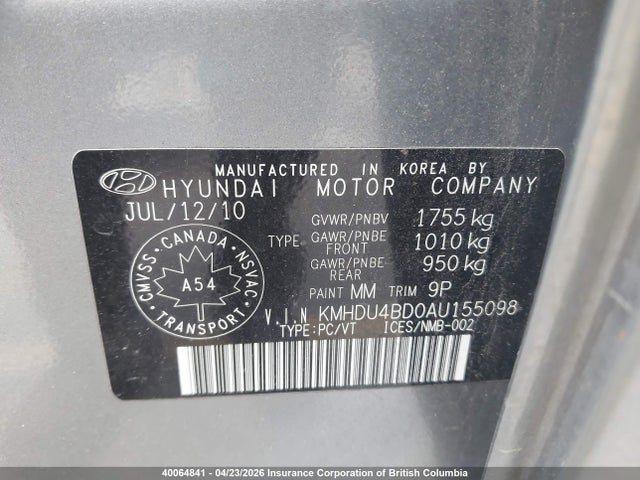 MANUFACTURED IN KOREA BY
HYUNDAI MOTOR COMPANY
JUL/12/10
GVWR/PNBV 1755 kg
TYPE GAWR/PNBE FRONT 1010 kg
GAWR/PNBE REAR 950 kg
CANADA
CMVSS
NSVAC
A54
TRANSPORT
PAINT MM TRIM 9P
V.I.N KMHDU4BD0AU155098
TYPE:PC/VT ICES/NMB-002
40064841 - 04/23/2026 Insurance Corporation of British Columbia